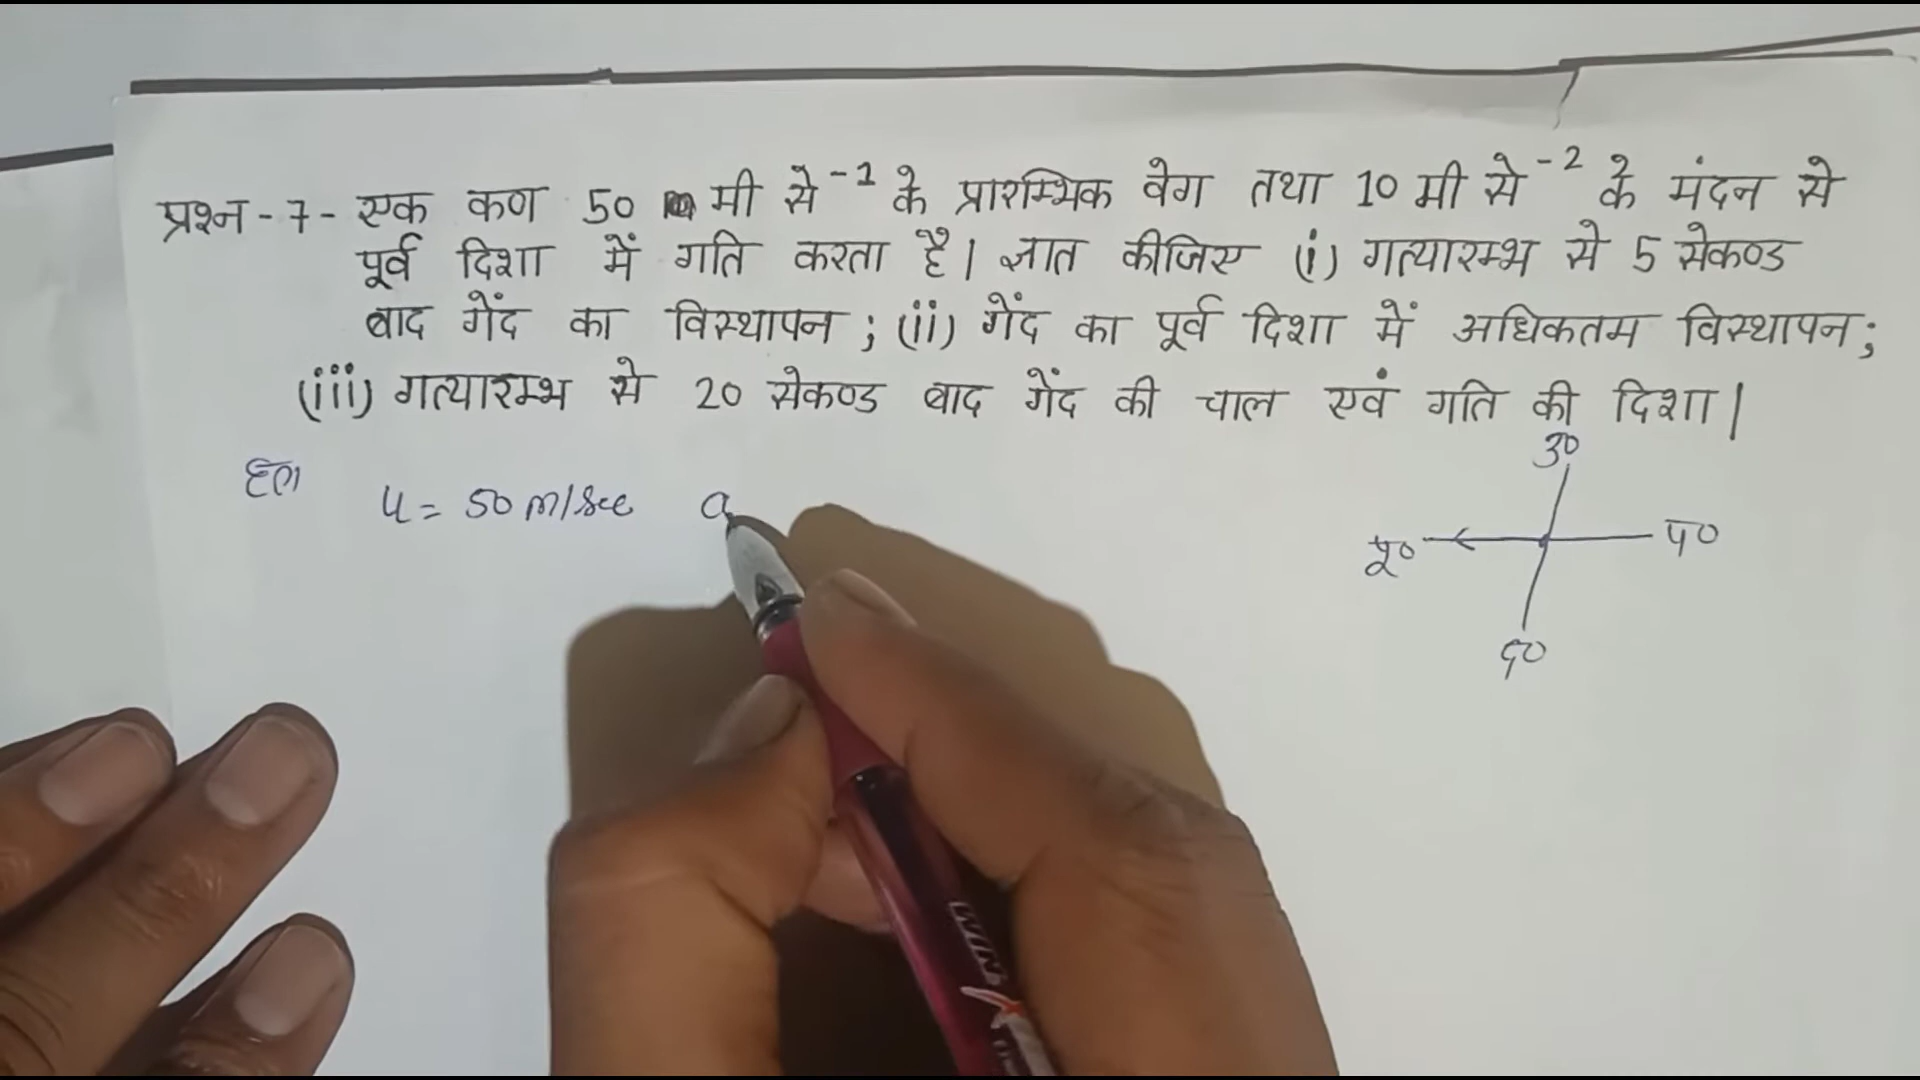 प्रश्न-7- एक कण 50 मी से⁻¹ के प्रारम्भिक वेग तथा 10 मी से⁻² के मंदन से
पूर्व दिशा में गति करता है। ज्ञात कीजिए (i) गत्यारम्भ से 5 सेकण्ड
बाद गेंद का विस्थापन; (ii) गेंद का पूर्व दिशा में अधिकतम विस्थापन;
(iii) गत्यारम्भ से 20 सेकण्ड बाद गेंद की चाल एवं गति की दिशा।
हल u = 50 m/sec a
उ०
पू० प०
द०
WIN